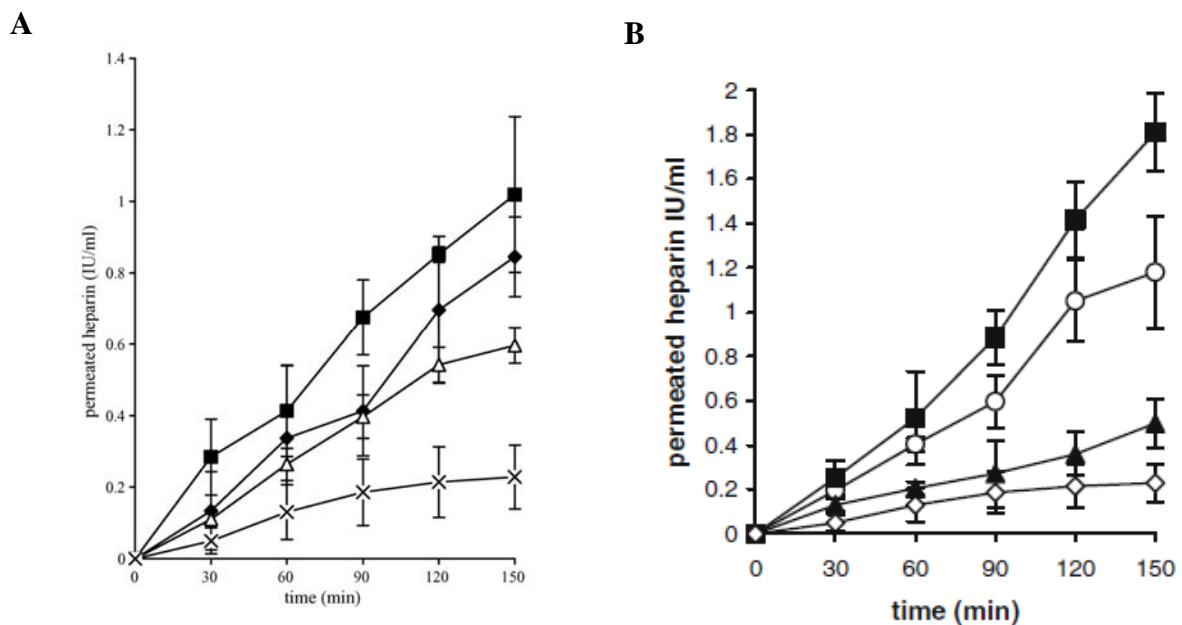 A
1.4
1.2
1
0.8
0.6
0.4
0.2
0
permeated heparin (IU/ml)
0 30 60 90 120 150
time (min)
B
2
1.8
1.6
1.4
1.2
1
0.8
0.6
0.4
0.2
0
permeated heparin IU/ml
0 30 60 90 120 150
time (min)